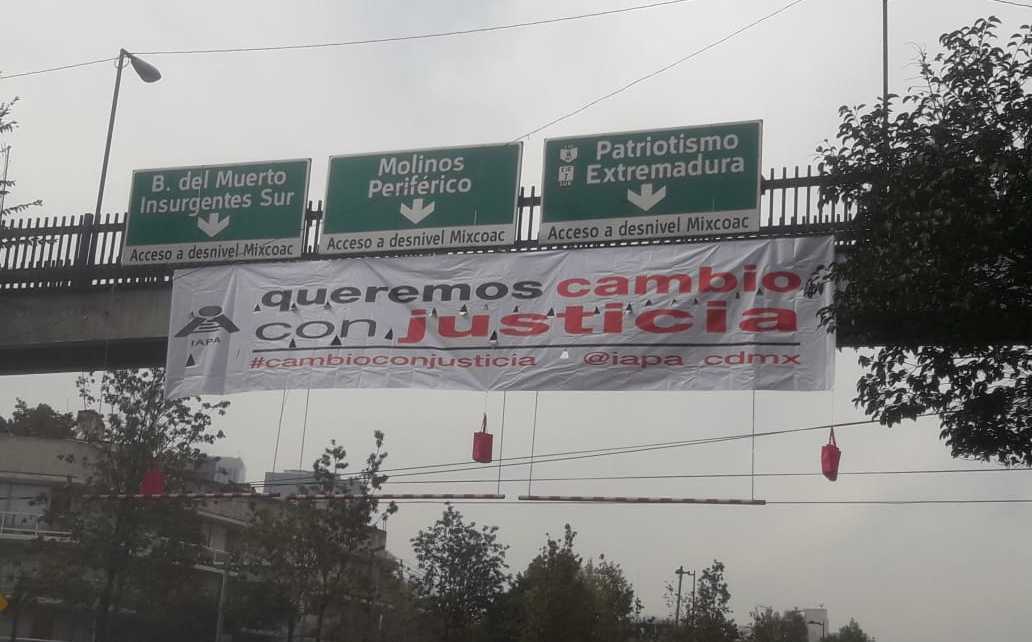 B. del Muerto
Insurgentes Sur
Acceso a desnivel Mixcoac
Molinos
Periférico
Acceso a desnivel Mixcoac
Patriotismo
Extremadura
SUR
Acceso a desnivel Mixcoac
IAPA
queremos cambio
con justicia
#cambioconjusticia @iapa_cdmx